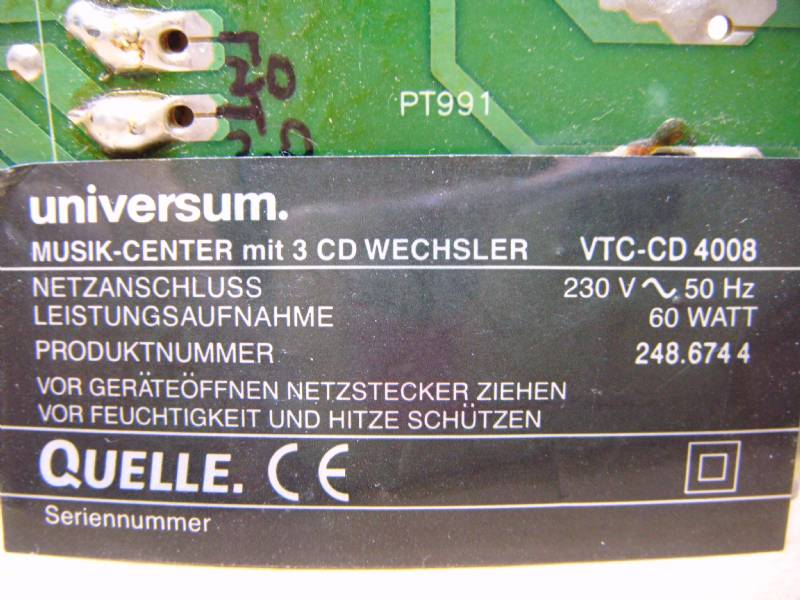 T
20
PT991
T
universum.
MUSIK-CENTER mit 3 CD WECHSLER VTC-CD 4008
NETZANSCHLUSS 230 V ∿ 50 Hz
LEISTUNGSAUFNAHME 60 WATT
PRODUKTNUMMER 248.674 4
VOR GERÄTEÖFFNEN NETZSTECKER ZIEHEN
VOR FEUCHTIGKEIT UND HITZE SCHÜTZEN
QUELLE. CE
Seriennummer